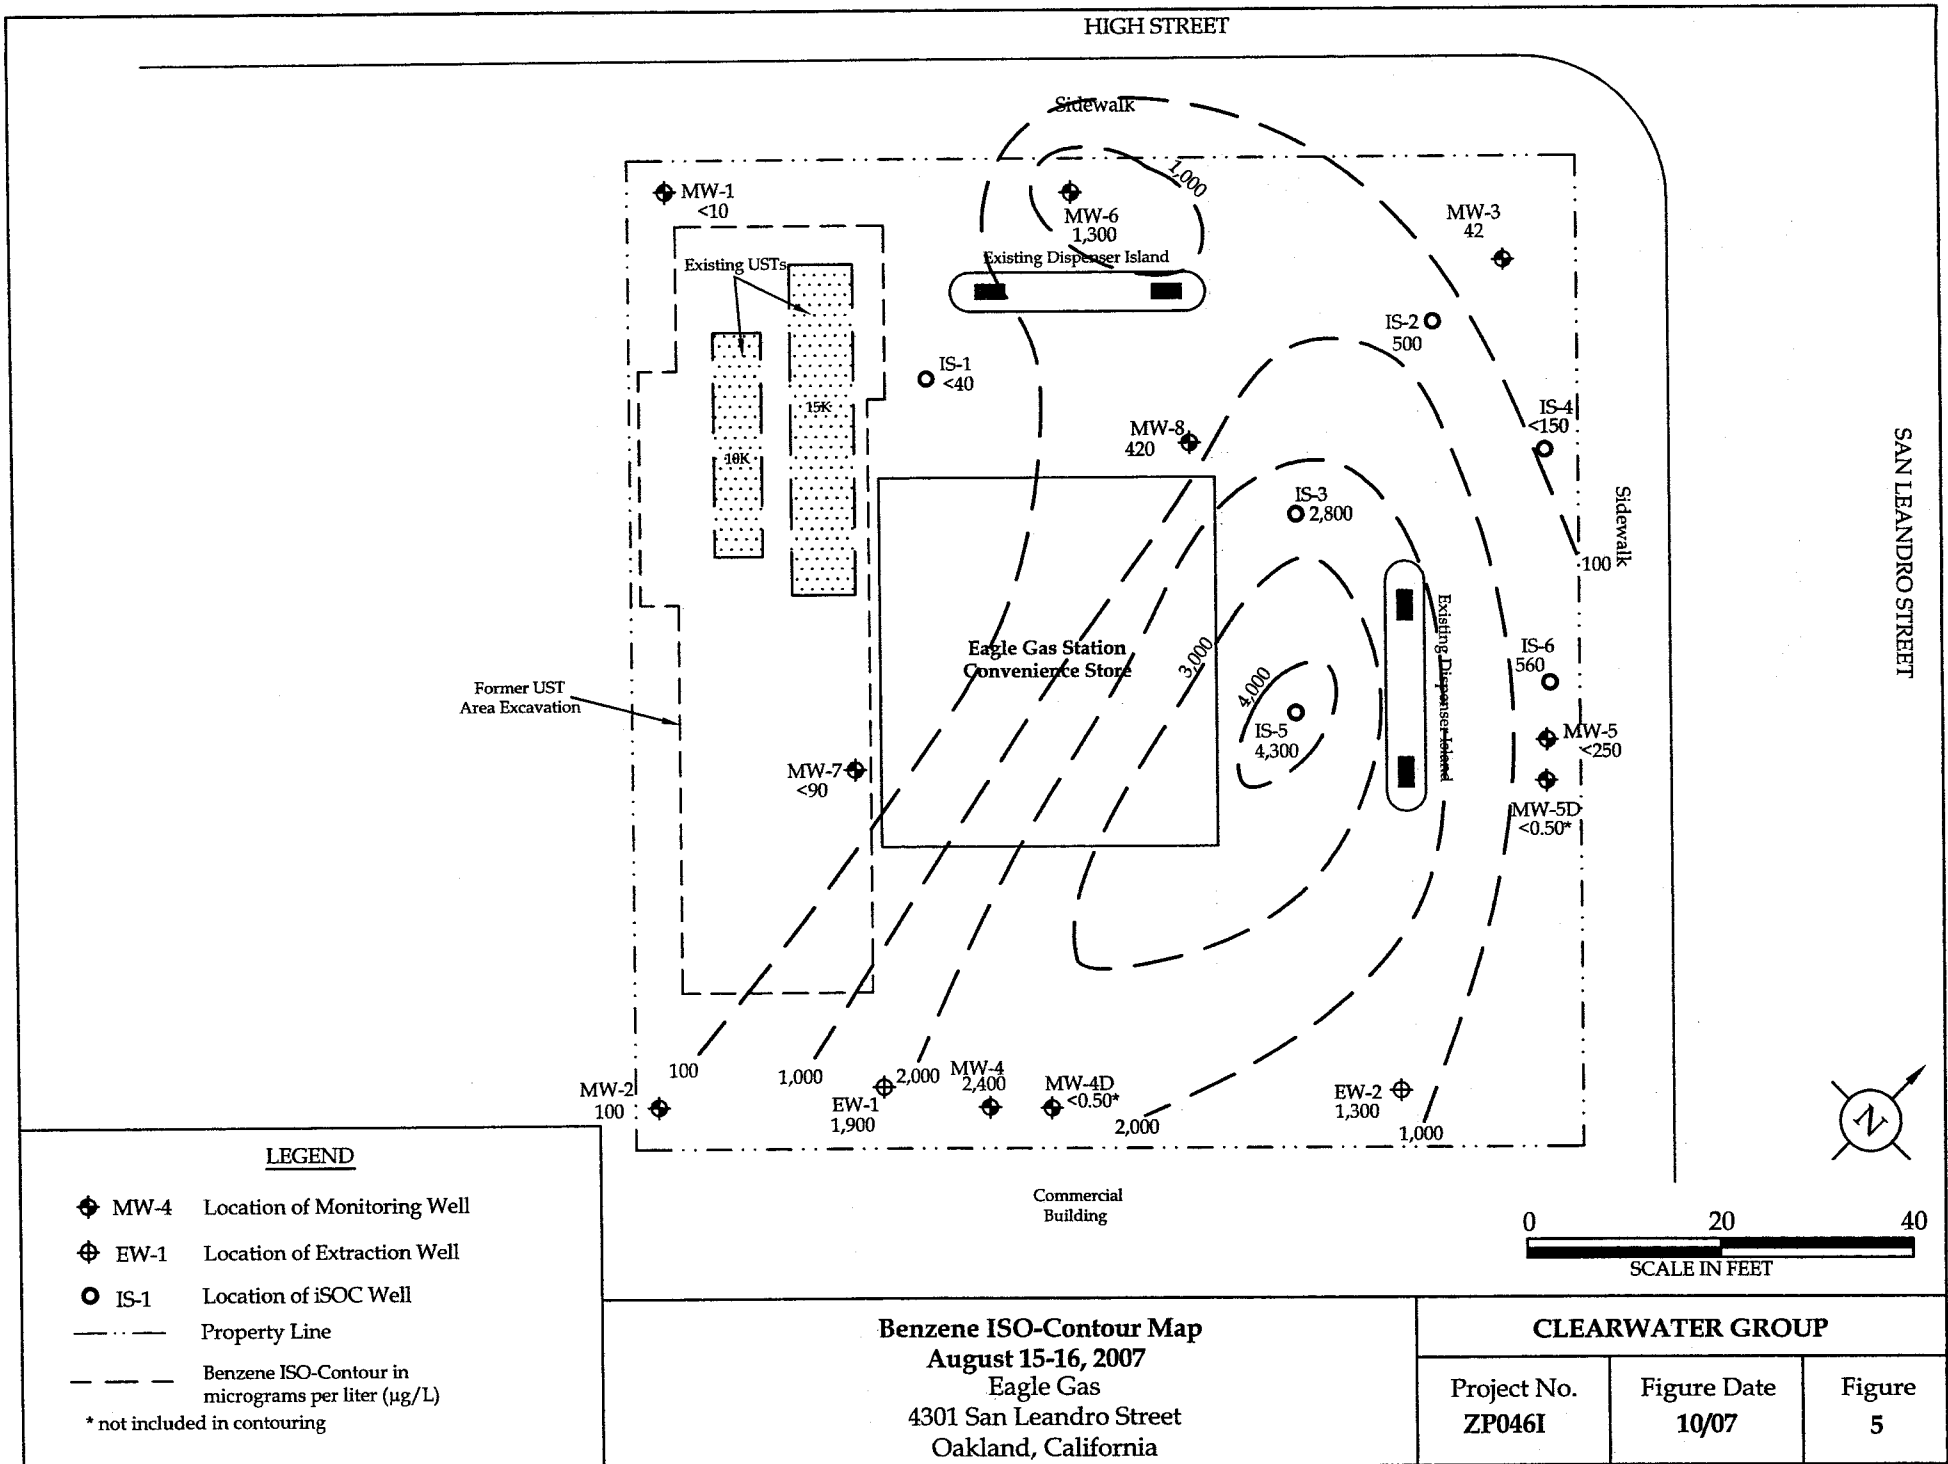 HIGH STREET
Sidewalk
MW-1
<10
1,000
MW-6
1,300
MW-3
42
Existing Dispenser Island
Existing USTs
IS-2
500
IS-1
<40
15K
10K
MW-8
420
IS-4
<150
SAN LEANDRO STREET
Sidewalk
IS-3
2,800
100
Eagle Gas Station
Convenience Store
3,000
4,000
Existing Dispenser Island
IS-6
560
Former UST
Area Excavation
IS-5
4,300
MW-5
<250
MW-7
<90
MW-5D
<0.50*
100
1,000
2,000
MW-4
2,400
MW-4D
<0.50*
MW-2
100
EW-1
1,900
EW-2
1,300
2,000
1,000
N
Commercial
Building
0 20 40
SCALE IN FEET
LEGEND
MW-4 Location of Monitoring Well
EW-1 Location of Extraction Well
IS-1 Location of iSOC Well
Property Line
Benzene ISO-Contour in
micrograms per liter (µg/L)
* not included in contouring
Benzene ISO-Contour Map
August 15-16, 2007
Eagle Gas
4301 San Leandro Street
Oakland, California
CLEARWATER GROUP
Project No.
ZP046I
Figure Date
10/07
Figure
5